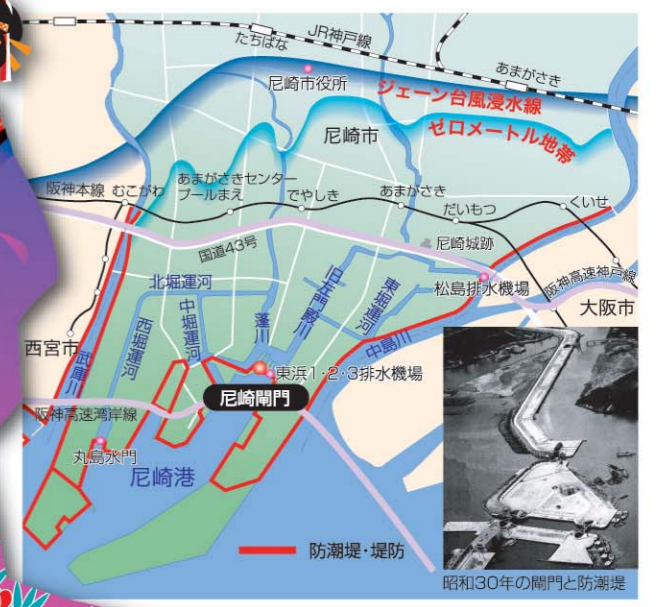 JR神戸線
たちばな
あまがさき
尼崎市役所
ジェーン台風浸水線
尼崎市
ゼロメートル地帯
阪神本線
むこがわ
あまがさきセンター
プールまえ
でやしき
あまがさき
だいもつ
くいせ
国道43号
尼崎城跡
北堀運河
旧左門殿川
東堀運河
松島排水機場
阪神高速神戸線
大阪市
西宮市
武庫川
西堀運河
中堀運河
蓬川
中島川
東浜1・2・3排水機場
尼崎閘門
阪神高速湾岸線
丸島水門
尼崎港
防潮堤・堤防
昭和30年の閘門と防潮堤